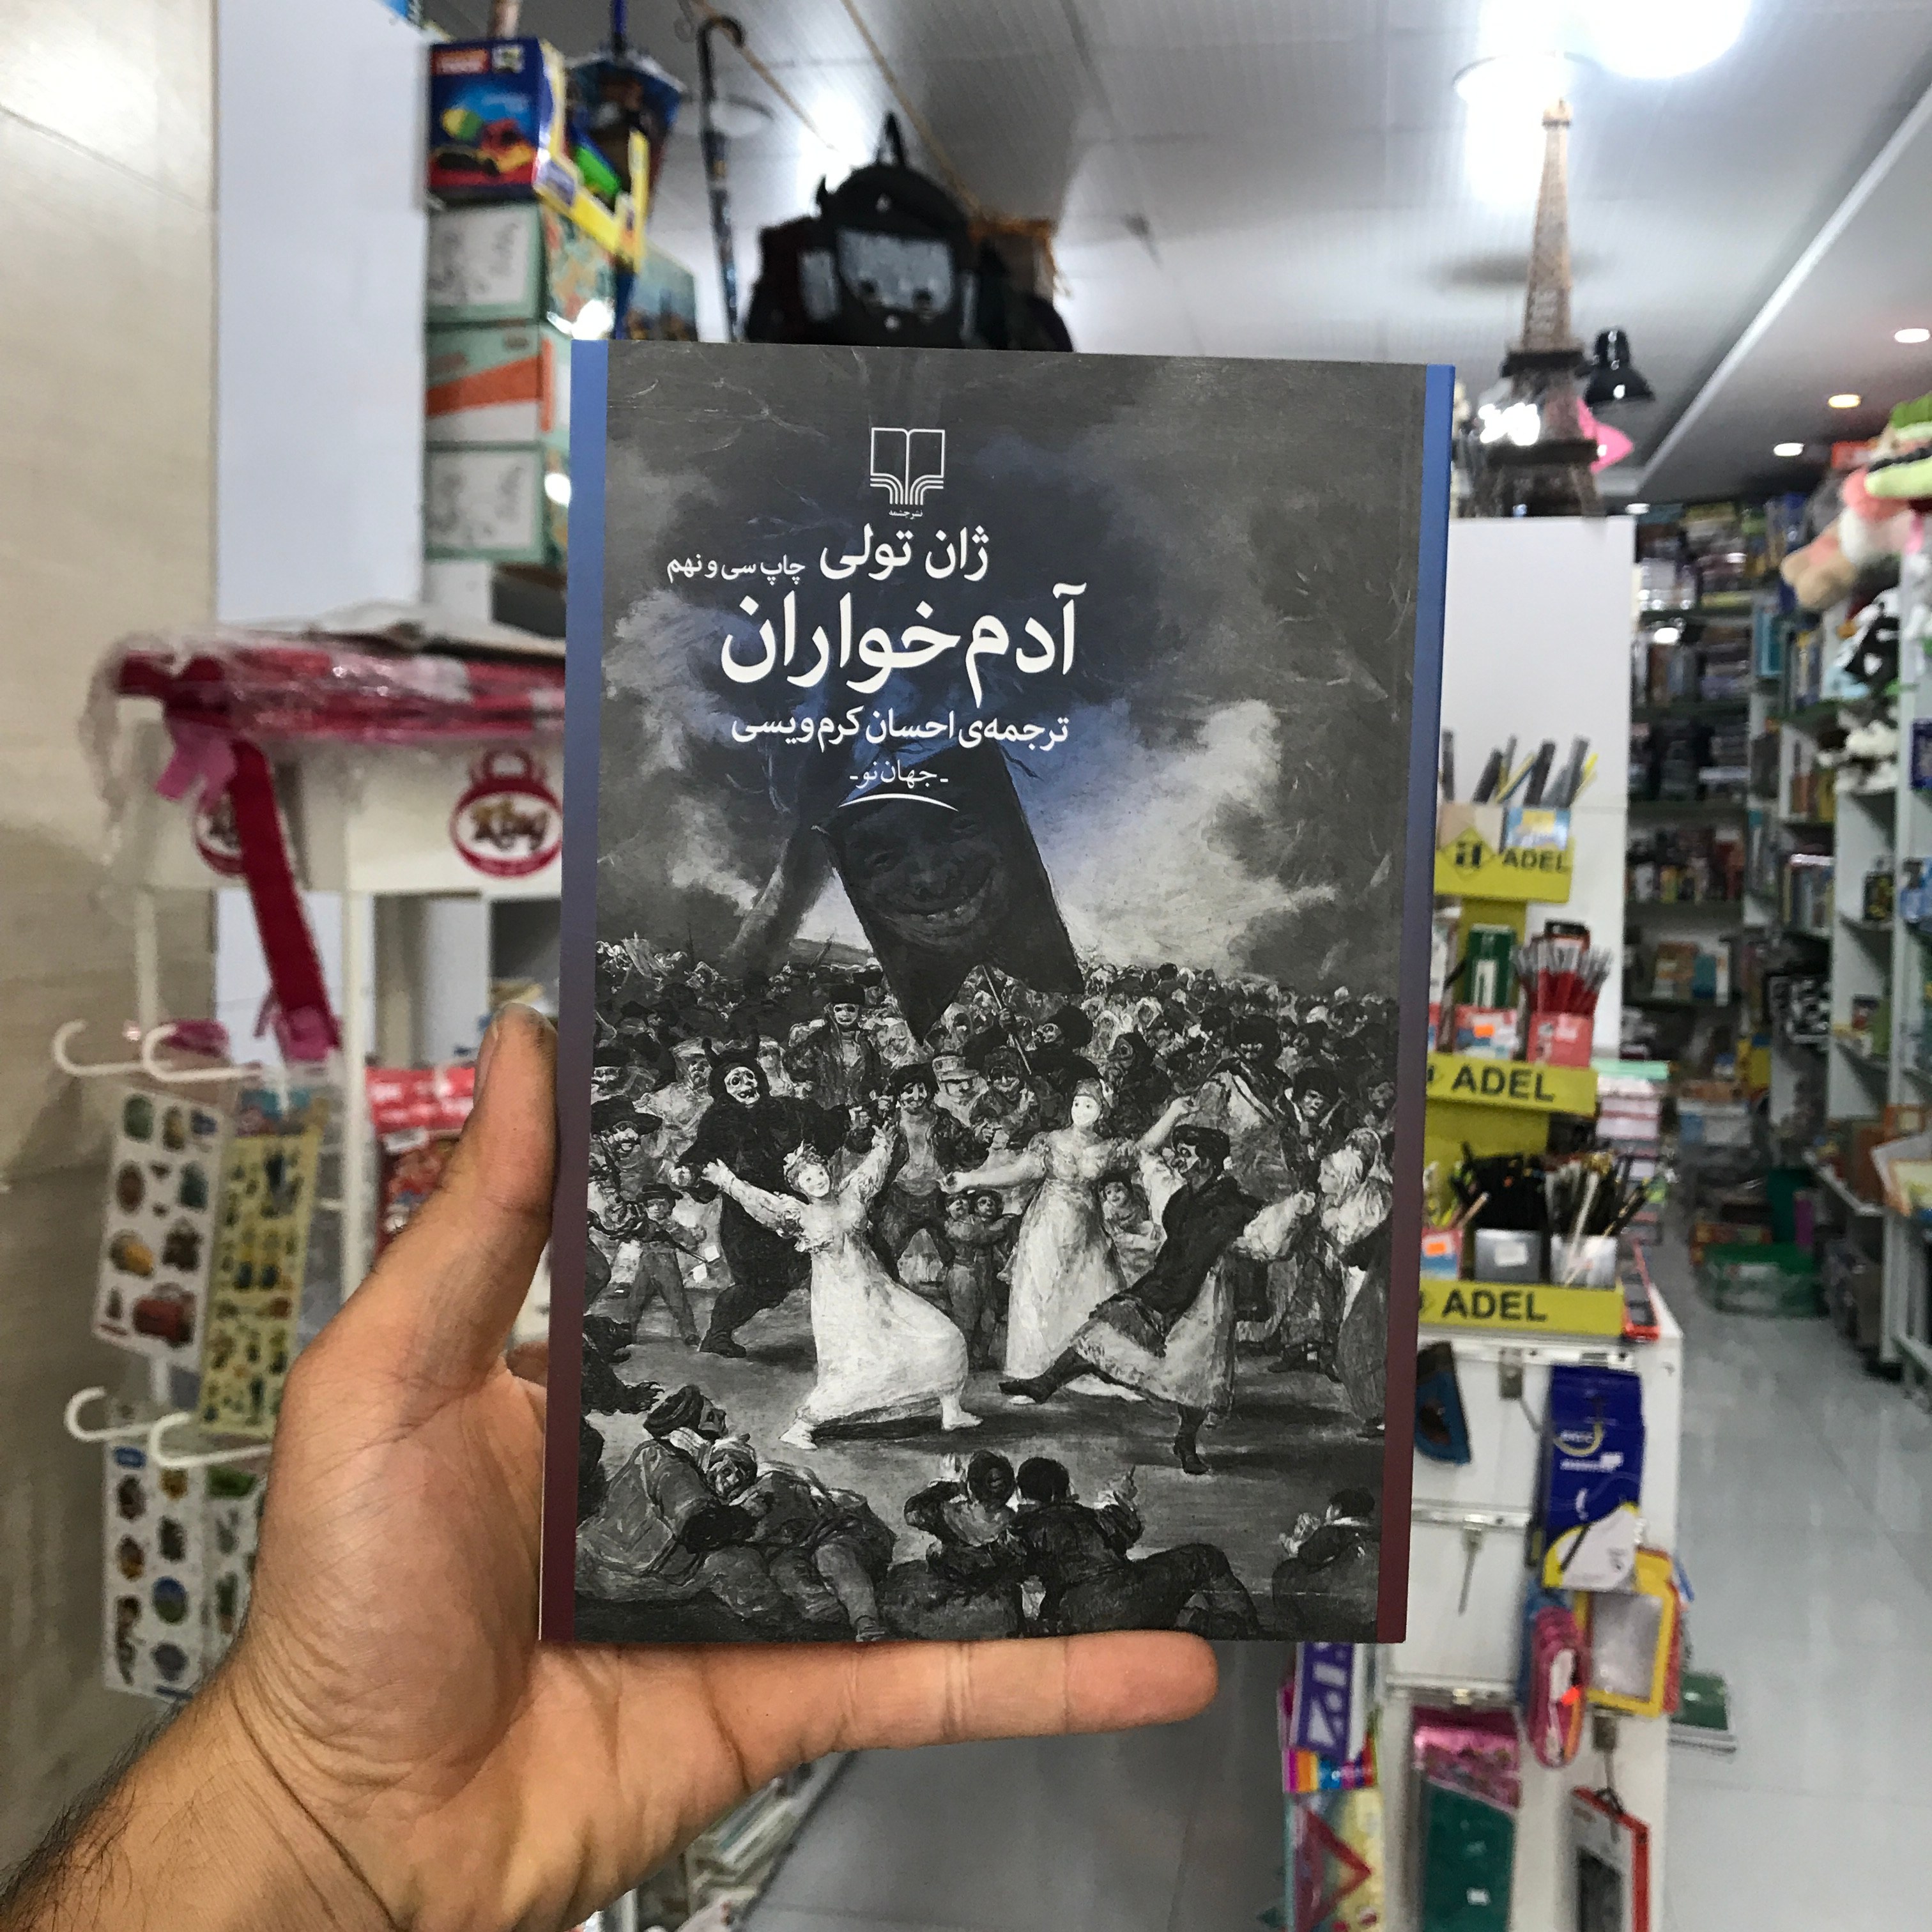 نشر چشمه
ژان تولی چاپ سی و نهم
آدم‌خواران
ترجمه‌ی احسان کرم‌ویسی
ـ جهان‌نو ـ
ADEL
ADEL
ADEL